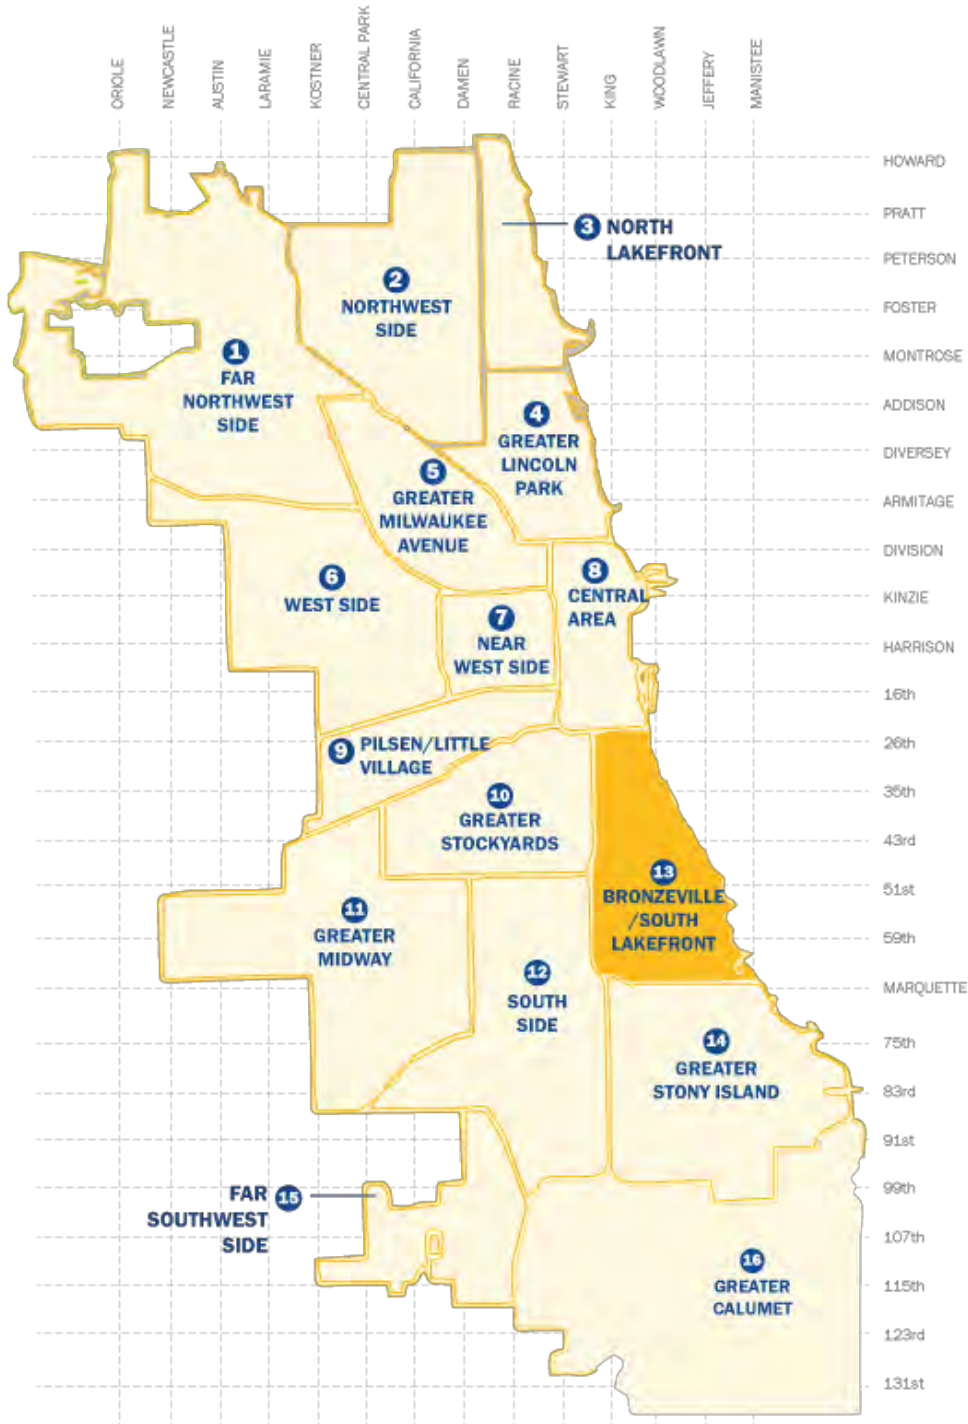 ORIOLE
NEWCASTLE
AUSTIN
LARAMIE
KOSTNER
CENTRAL PARK
CALIFORNIA
DAMEN
RACINE
STEWART
KING
WOODLAWN
JEFFERY
MANISTEE
HOWARD
PRATT
PETERSON
FOSTER
MONTROSE
ADDISON
DIVERSEY
ARMITAGE
DIVISION
KINZIE
HARRISON
16th
26th
35th
43rd
51st
59th
MARQUETTE
75th
83rd
91st
99th
107th
115th
123rd
131st
1
FAR
NORTHWEST
SIDE
2
NORTHWEST
SIDE
3 NORTH
LAKEFRONT
4
GREATER
LINCOLN
PARK
5
GREATER
MILWAUKEE
AVENUE
6
WEST SIDE
7
NEAR
WEST SIDE
8
CENTRAL
AREA
9 PILSEN/LITTLE
VILLAGE
10
GREATER
STOCKYARDS
11
GREATER
MIDWAY
12
SOUTH
SIDE
13
BRONZEVILLE
/SOUTH
LAKEFRONT
14
GREATER
STONY ISLAND
FAR 15
SOUTHWEST
SIDE
16
GREATER
CALUMET